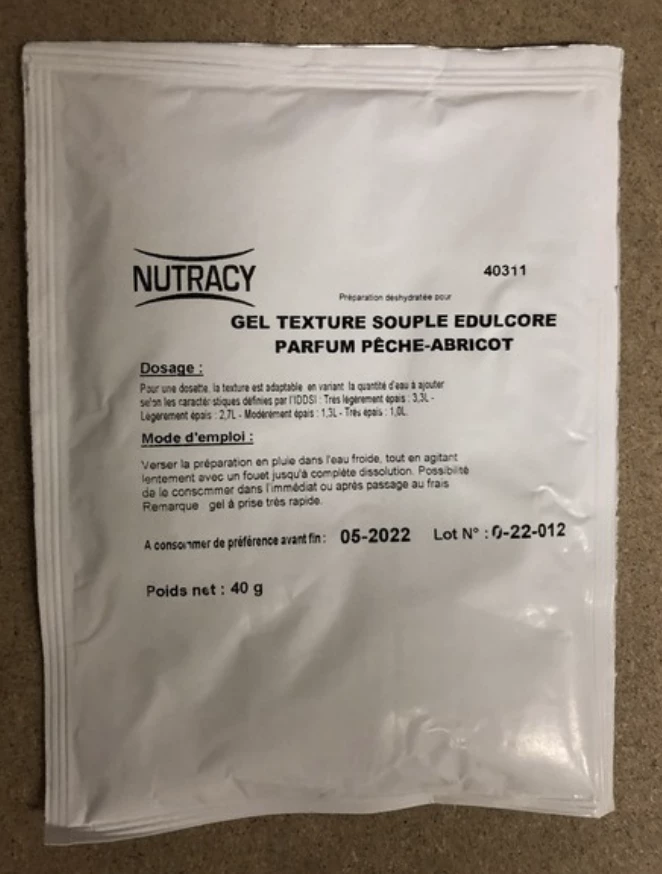 NUTRACY
40311
Préparation déshydratée pour
GEL TEXTURE SOUPLE EDULCORE
PARFUM PÊCHE-ABRICOT
Dosage :
Pour une dosette, la texture est adaptable en variant la quantité d'eau à ajouter
selon les caractéristiques définies par l'IDDSI : Très légèrement épais : 3,3L -
Légèrement épais : 2,7L - Modérément épais : 1,3L - Très épais : 1,0L.
Mode d'emploi :
Verser la préparation en pluie dans l'eau froide, tout en agitant
lentement avec un fouet jusqu'à complète dissolution. Possibilité
de le consommer dans l'immédiat ou après passage au frais
Remarque gel à prise très rapide.
A consommer de préférence avant fin : 05-2022 Lot N° : 0-22-012
Poids net : 40 g